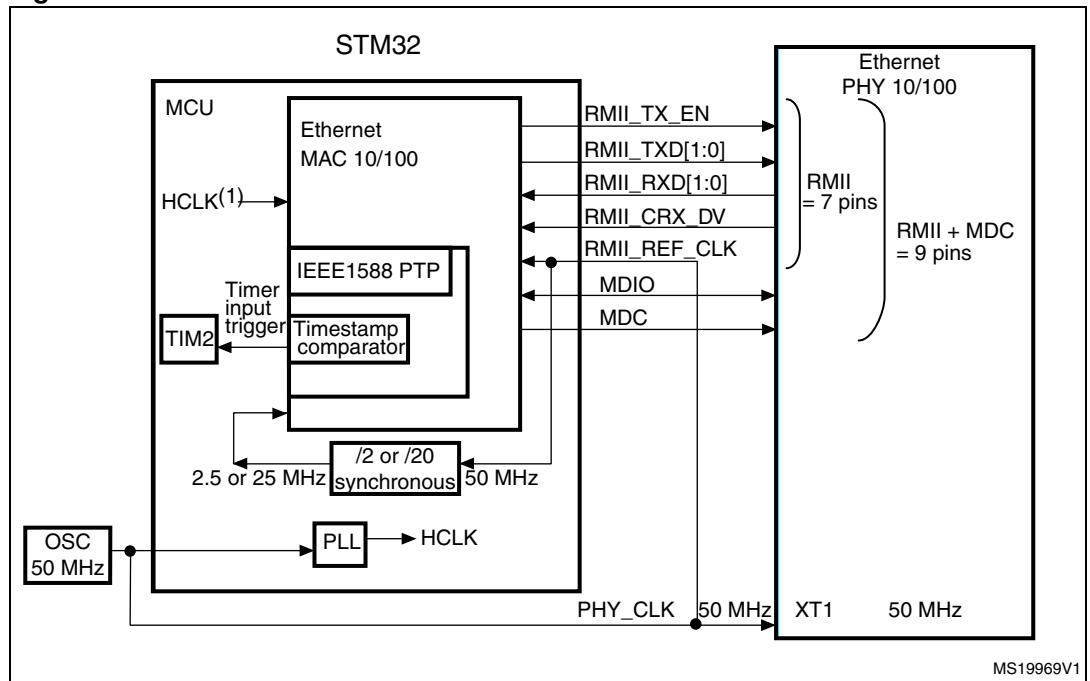 STM32
MCU
Ethernet
MAC 10/100
HCLK(1)
IEEE1588 PTP
Timer
input
trigger
TIM2
Timestamp
comparator
/2 or /20
synchronous
2.5 or 25 MHz
50 MHz
OSC
50 MHz
PLL
HCLK
RMII_TX_EN
RMII_TXD[1:0]
RMII_RXD[1:0]
RMII_CRX_DV
RMII_REF_CLK
MDIO
MDC
PHY_CLK
50 MHz
Ethernet
PHY 10/100
RMII
= 7 pins
RMII + MDC
= 9 pins
XT1
50 MHz
MS19969V1